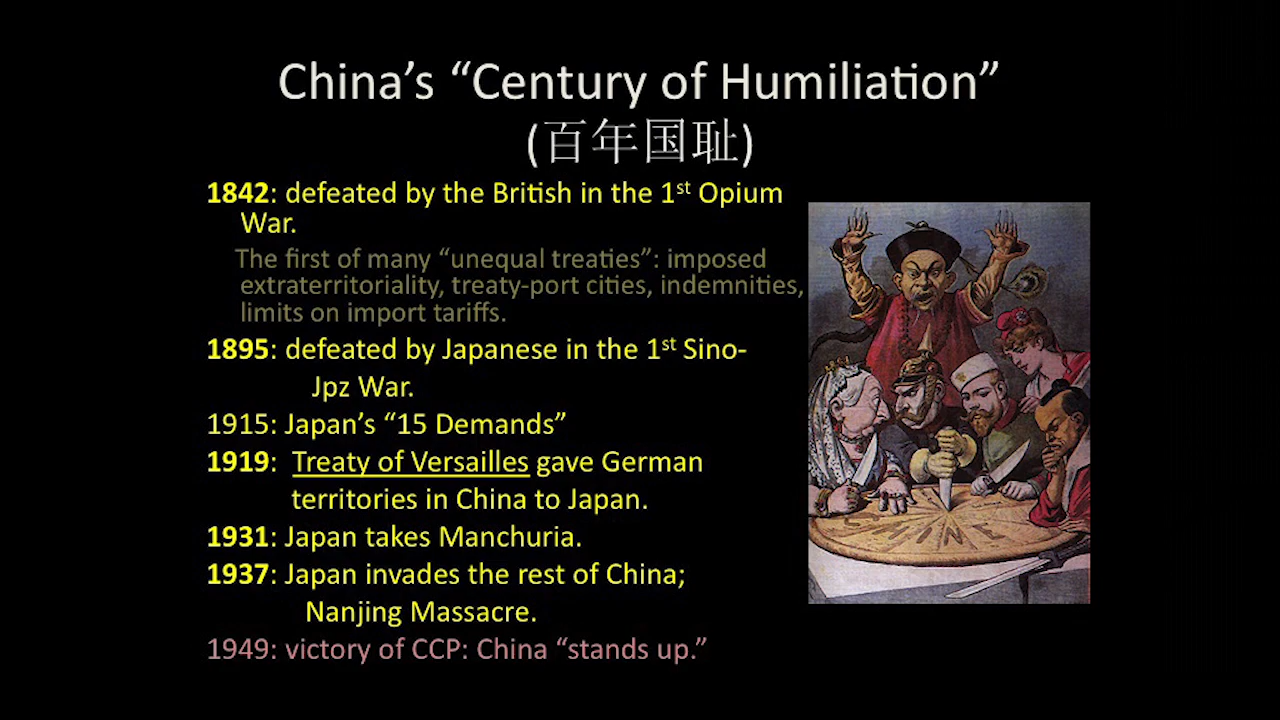 China's “Century of Humiliation”
(百年国耻)
1842: defeated by the British in the 1st Opium
War.
The first of many “unequal treaties”: imposed
extraterritoriality, treaty-port cities, indemnities,
limits on import tariffs.
1895: defeated by Japanese in the 1st Sino-
Jpz War.
1915: Japan's “15 Demands”
1919: Treaty of Versailles gave German
territories in China to Japan.
1931: Japan takes Manchuria.
1937: Japan invades the rest of China;
Nanjing Massacre.
1949: victory of CCP: China “stands up.”